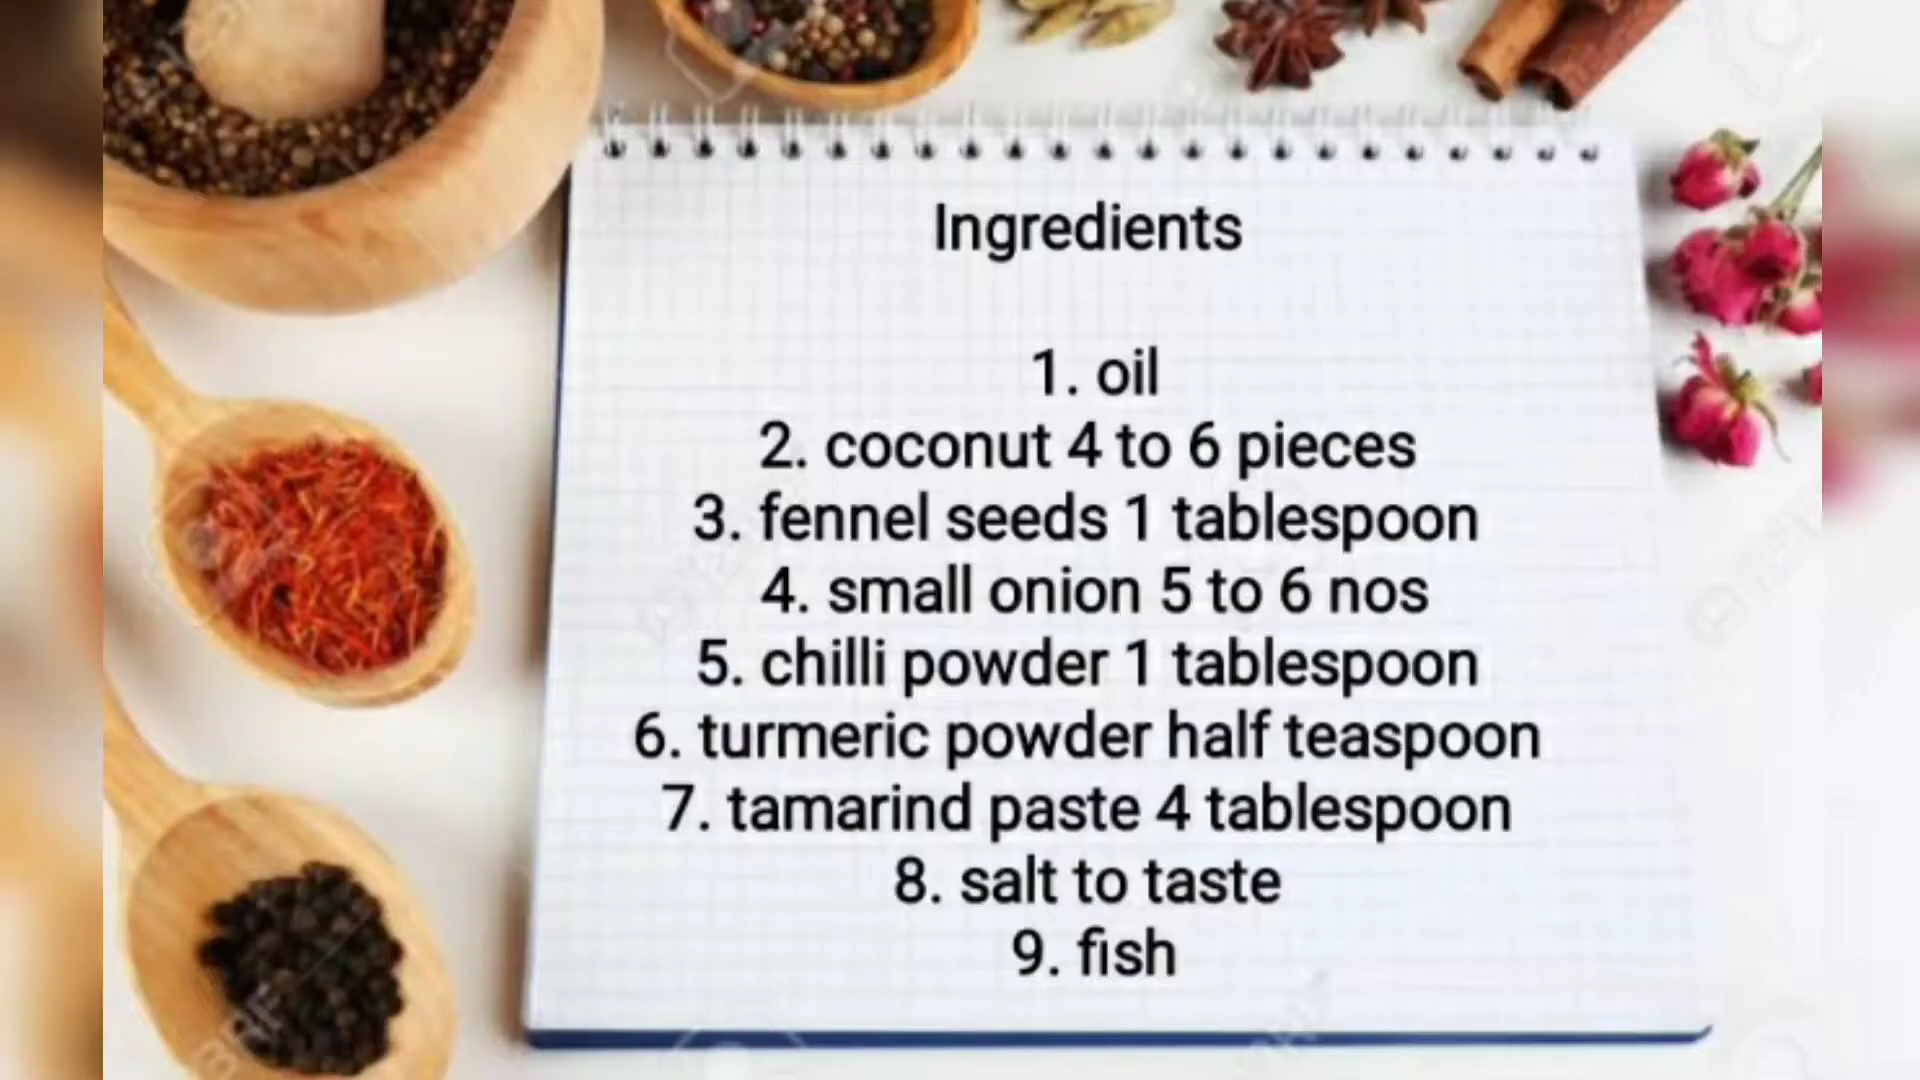 Ingredients
1. oil
2. coconut 4 to 6 pieces
3. fennel seeds 1 tablespoon
4. small onion 5 to 6 nos
5. chilli powder 1 tablespoon
6. turmeric powder half teaspoon
7. tamarind paste 4 tablespoon
8. salt to taste
9. fish